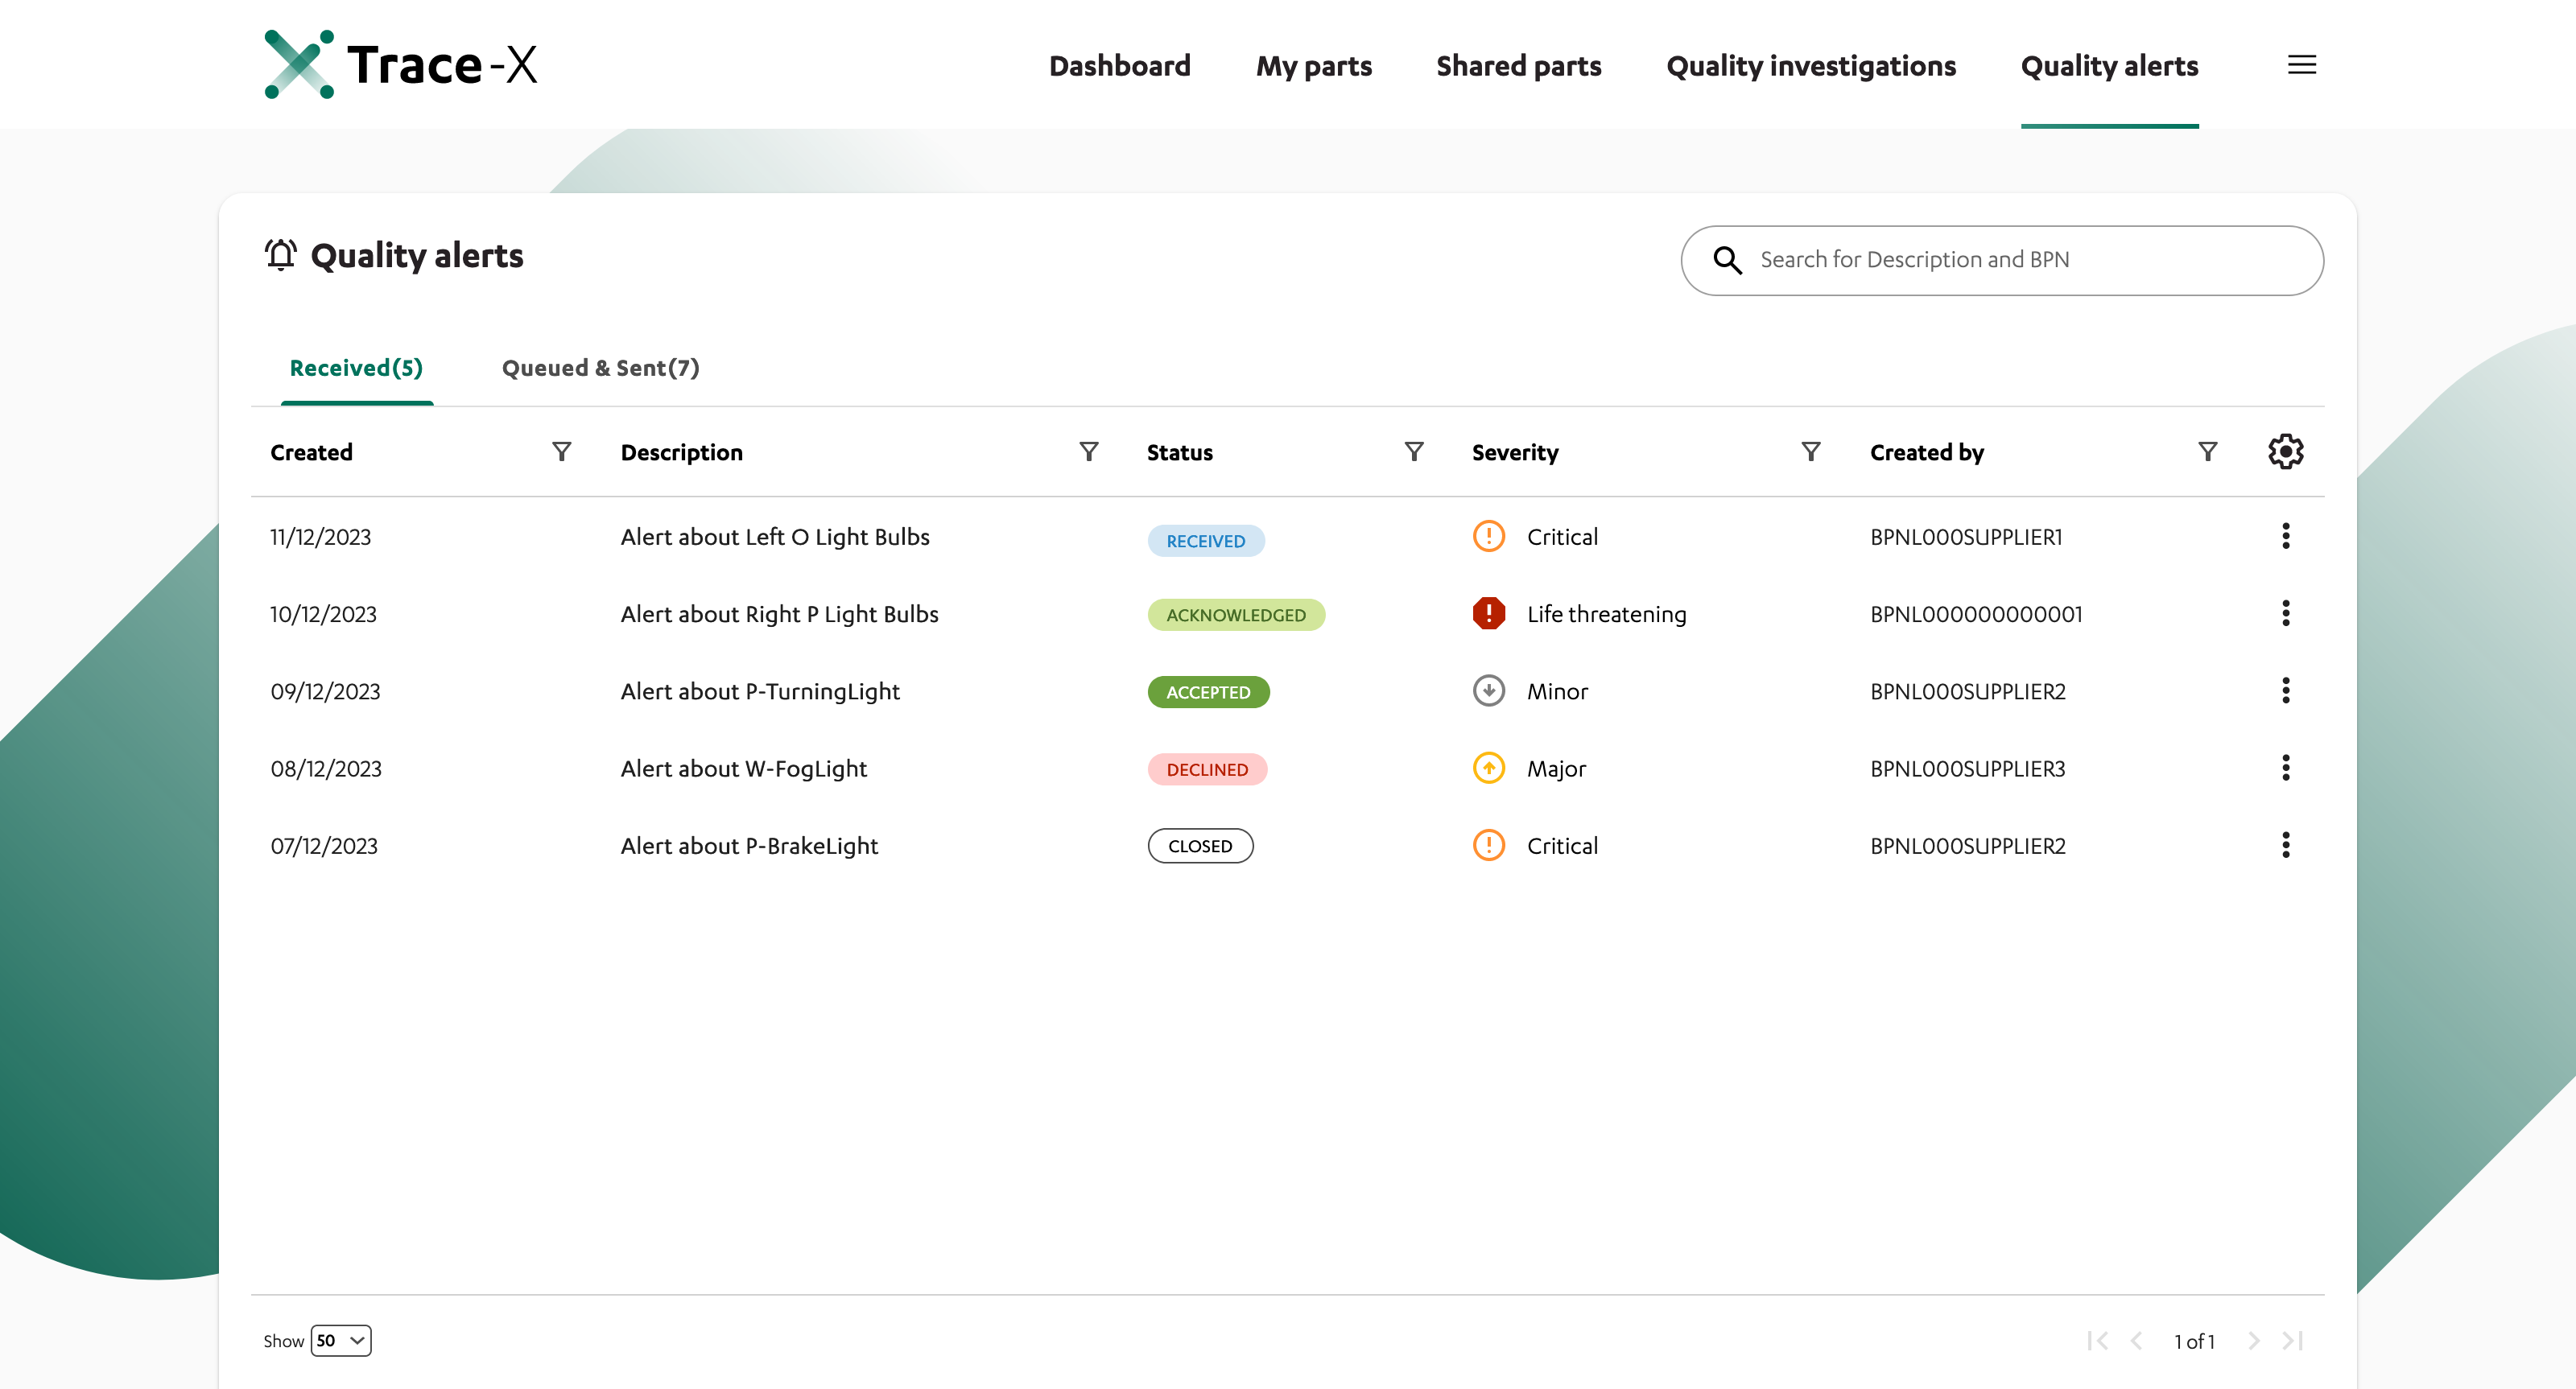 Trace-X
Dashboard My parts Shared parts Quality investigations Quality alerts
Quality alerts
Search for Description and BPN
Received(5) Queued & Sent(7)
Created Description Status Severity Created by
11/12/2023 Alert about Left O Light Bulbs RECEIVED Critical BPNL000SUPPLIER1
10/12/2023 Alert about Right P Light Bulbs ACKNOWLEDGED Life threatening BPNL000000000001
09/12/2023 Alert about P-TurningLight ACCEPTED Minor BPNL000SUPPLIER2
08/12/2023 Alert about W-FogLight DECLINED Major BPNL000SUPPLIER3
07/12/2023 Alert about P-BrakeLight CLOSED Critical BPNL000SUPPLIER2
Show 50 1 of 1